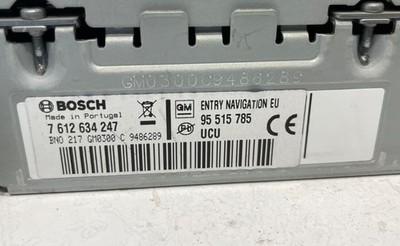 GM0300C9486289
BOSCH
Made in Portugal
7 612 634 247
BNO 217 GM0300 C 9486289
GM
ENTRY NAVIGATION EU
95 515 785
UCU
CE